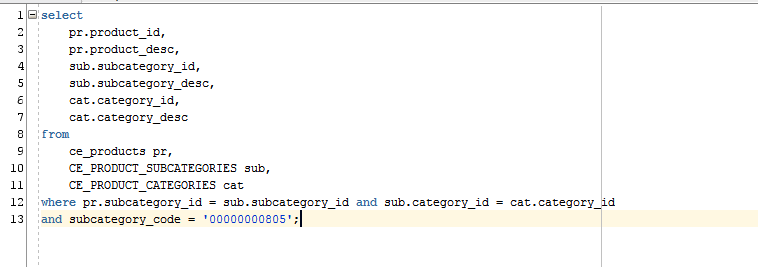 1 select
2 pr.product_id,
3 pr.product_desc,
4 sub.subcategory_id,
5 sub.subcategory_desc,
6 cat.category_id,
7 cat.category_desc
8 from
9 ce_products pr,
10 CE_PRODUCT_SUBCATEGORIES sub,
11 CE_PRODUCT_CATEGORIES cat
12 where pr.subcategory_id = sub.subcategory_id and sub.category_id = cat.category_id
13 and subcategory_code = '00000000805';